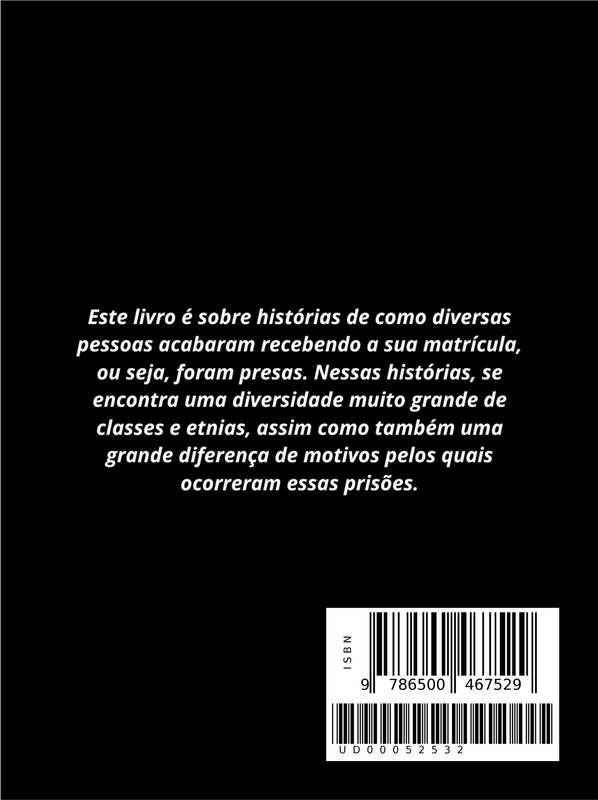 Este livro é sobre histórias de como diversas
pessoas acabaram recebendo a sua matrícula,
ou seja, foram presas. Nessas histórias, se
encontra uma diversidade muito grande de
classes e etnias, assim como também uma
grande diferença de motivos pelos quais
ocorreram essas prisões.
ISBN
9 786500 467529
UD00052532